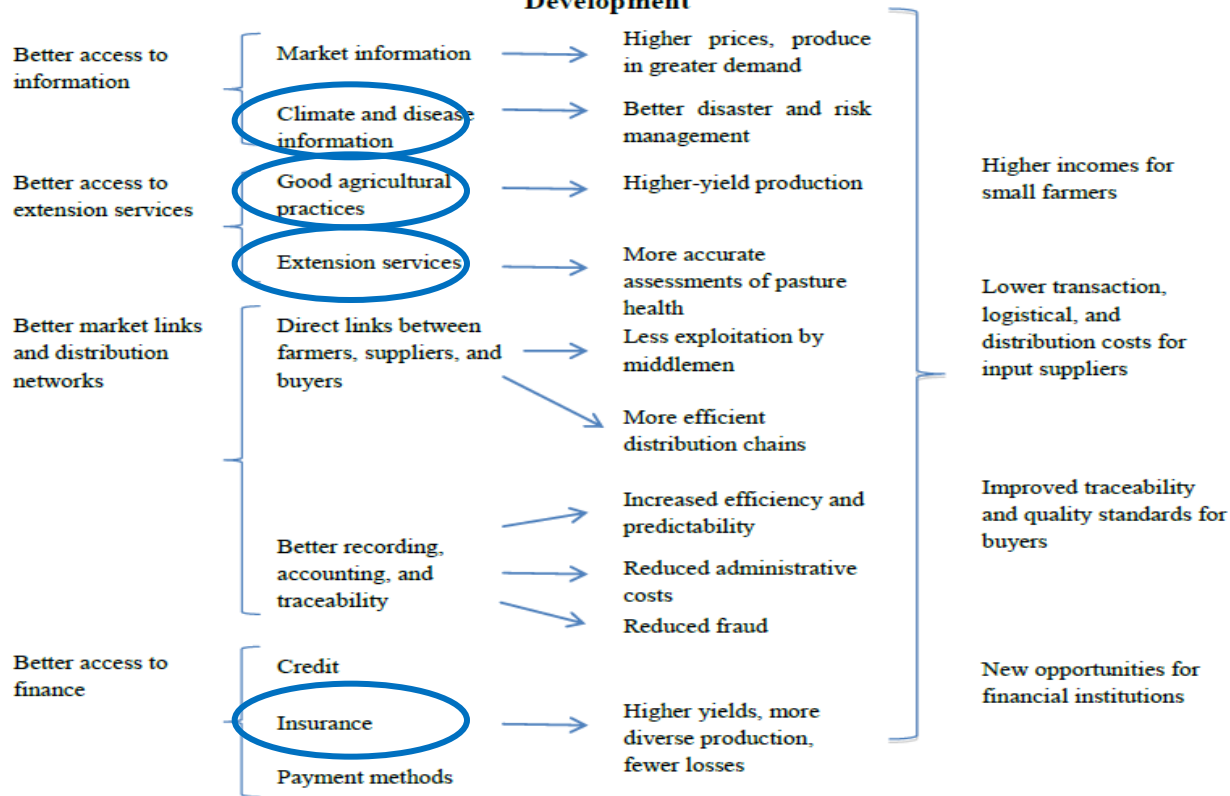 Development
Better access to
information
Market information
Higher prices, produce
in greater demand
Climate and disease
information
Better disaster and risk
management
Better access to
extension services
Good agricultural
practices
Higher-yield production
Extension services
More accurate
assessments of pasture
health
Better market links
and distribution
networks
Direct links between
farmers, suppliers, and
buyers
Less exploitation by
middlemen
More efficient
distribution chains
Better recording,
accounting, and
traceability
Increased efficiency and
predictability
Reduced administrative
costs
Reduced fraud
Better access to
finance
Credit
Insurance
Higher yields, more
diverse production,
fewer losses
Payment methods
Higher incomes for
small farmers
Lower transaction,
logistical, and
distribution costs for
input suppliers
Improved traceability
and quality standards for
buyers
New opportunities for
financial institutions